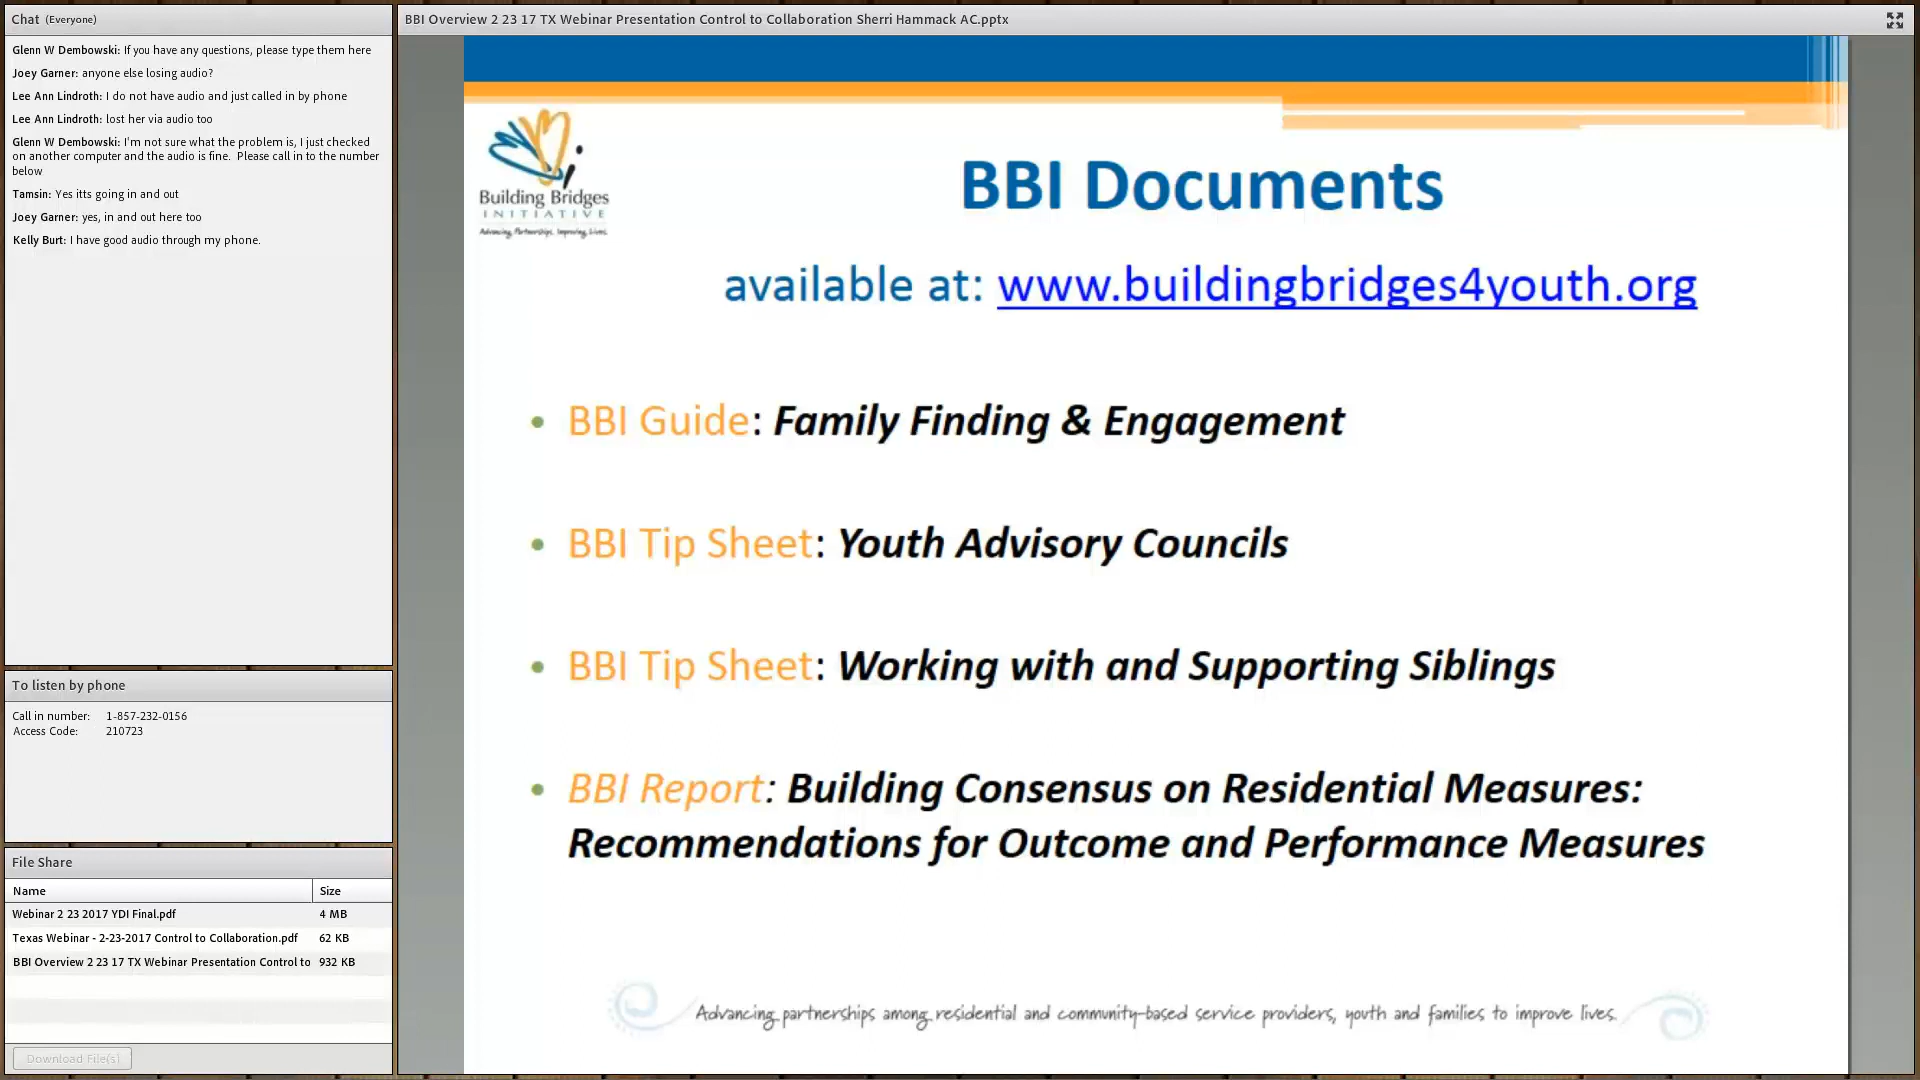 Chat (Everyone)
Glenn W Dembowski: If you have any questions, please type them here
Joey Garner: anyone else losing audio?
Lee Ann Lindroth: I do not have audio and just called in by phone
Lee Ann Lindroth: lost her via audio too
Glenn W Dembowski: I'm not sure what the problem is, I just checked
on another computer and the audio is fine. Please call in to the number
below
Tamsin: Yes itts going in and out
Joey Garner: yes, in and out here too
Kelly Burt: I have good audio through my phone.
To listen by phone
Call in number: 1-857-232-0156
Access Code: 210723
File Share
Name Size
Webinar 2 23 2017 YDI Final.pdf 4 MB
Texas Webinar - 2-23-2017 Control to Collaboration.pdf 62 KB
BBI Overview 2 23 17 TX Webinar Presentation Control to 932 KB
Download File(s)
BBI Overview 2 23 17 TX Webinar Presentation Control to Collaboration Sherri Hammack AC.pptx
Building Bridges
INITIATIVE
Advancing Partnerships. Improving Lives.
BBI Documents
available at: www.buildingbridges4youth.org
• BBI Guide: Family Finding & Engagement
• BBI Tip Sheet: Youth Advisory Councils
• BBI Tip Sheet: Working with and Supporting Siblings
• BBI Report: Building Consensus on Residential Measures:
Recommendations for Outcome and Performance Measures
Advancing partnerships among residential and community-based service providers, youth and families to improve lives.